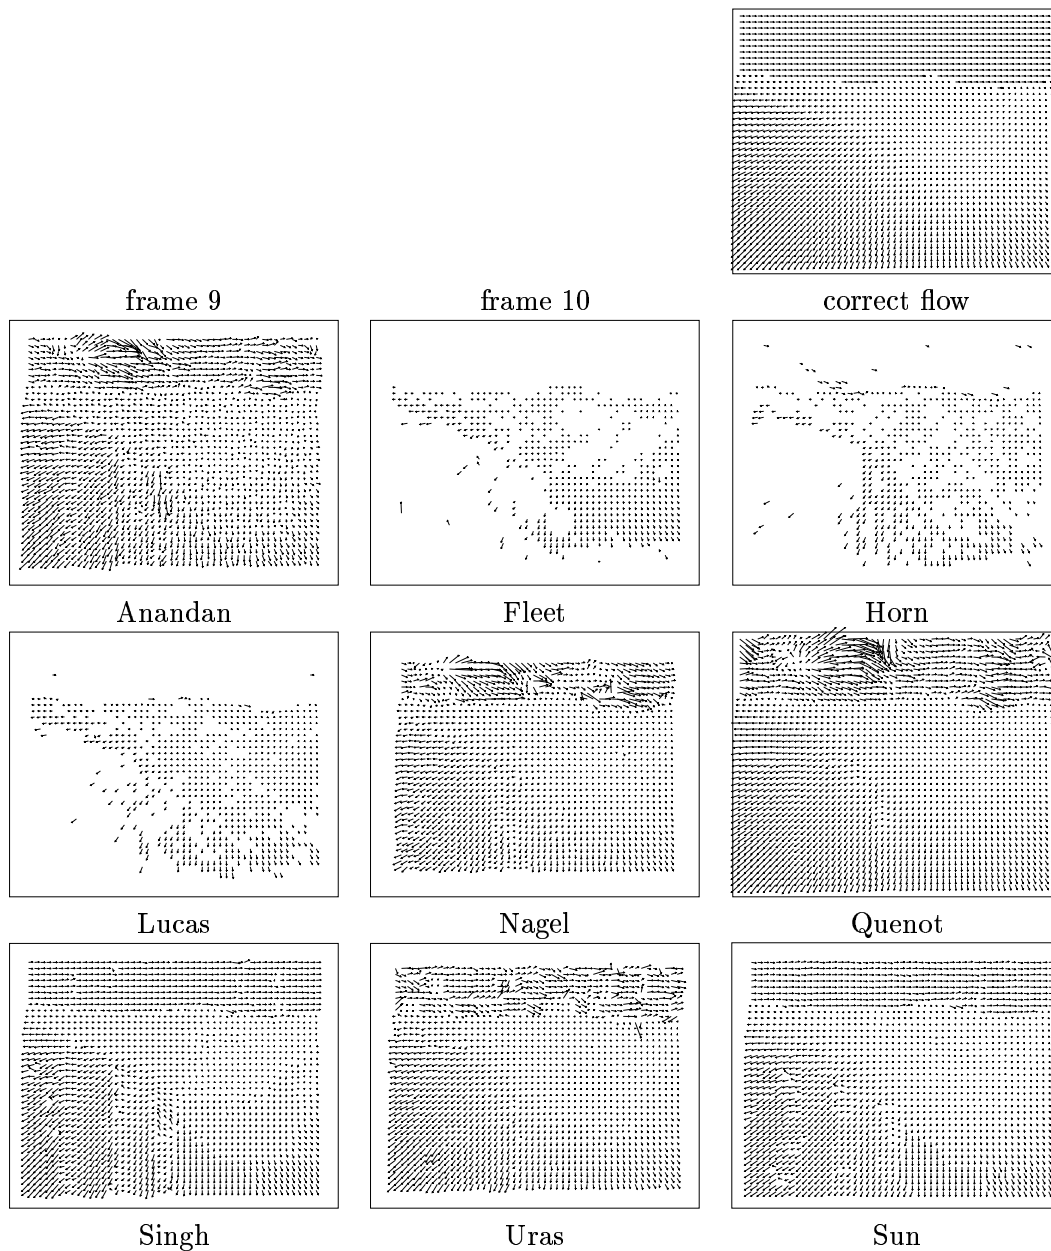 frame 9
frame 10
correct flow
Anandan
Fleet
Horn
Lucas
Nagel
Quenot
Singh
Uras
Sun